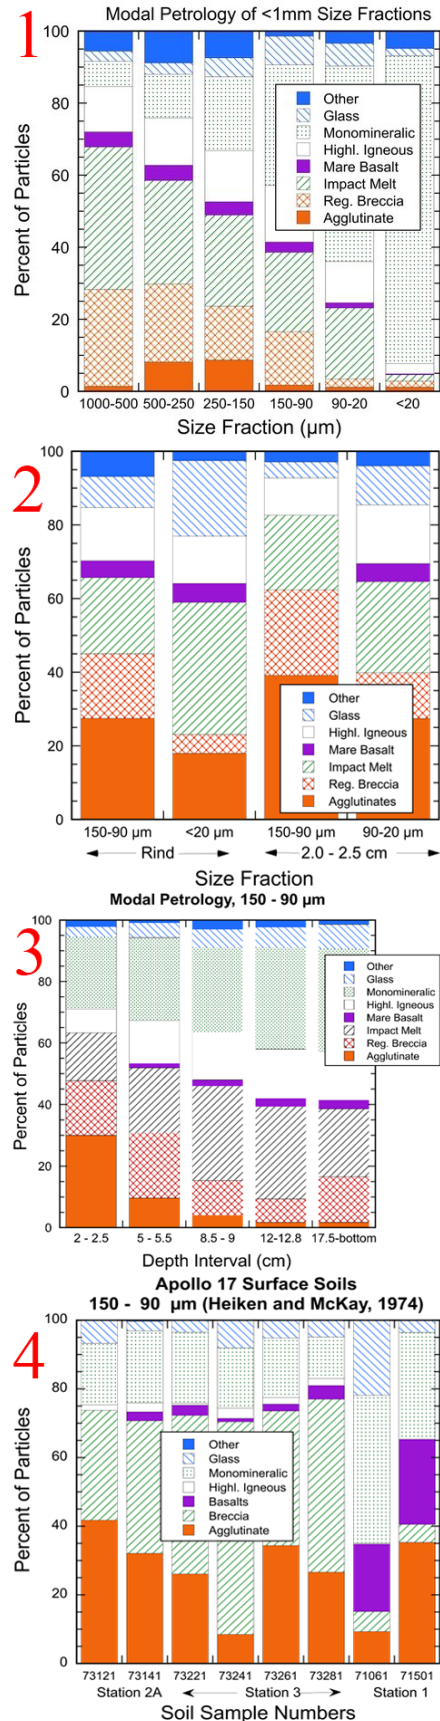 1
Modal Petrology of <1mm Size Fractions
100
80
60
40
20
0
Percent of Particles
Other
Glass
Monomineralic
Highl. Igneous
Mare Basalt
Impact Melt
Reg. Breccia
Agglutinate
1000-500 500-250 250-150 150-90 90-20 <20
Size Fraction (µm)
2
100
80
60
40
20
0
Percent of Particles
Other
Glass
Highl. Igneous
Mare Basalt
Impact Melt
Reg. Breccia
Agglutinates
150-90 µm <20 µm 150-90 µm 90-20 µm
Rind 2.0 - 2.5 cm
Size Fraction
Modal Petrology, 150 - 90 µm
3
100
80
60
40
20
0
Percent of Particles
Other
Glass
Monomineralic
Highl. Igneous
Mare Basalt
Impact Melt
Reg. Breccia
Agglutinate
2 - 2.5 5 - 5.5 8.5 - 9 12-12.8 17.5-bottom
Depth Interval (cm)
Apollo 17 Surface Soils
150 - 90 µm (Heiken and McKay, 1974)
4
100
80
60
40
20
0
Percent of Particles
Other
Glass
Monomineralic
Highl. Igneous
Basalts
Breccia
Agglutinate
73121 73141 73221 73241 73261 73281 71061 71501
Station 2A Station 3 Station 1
Soil Sample Numbers